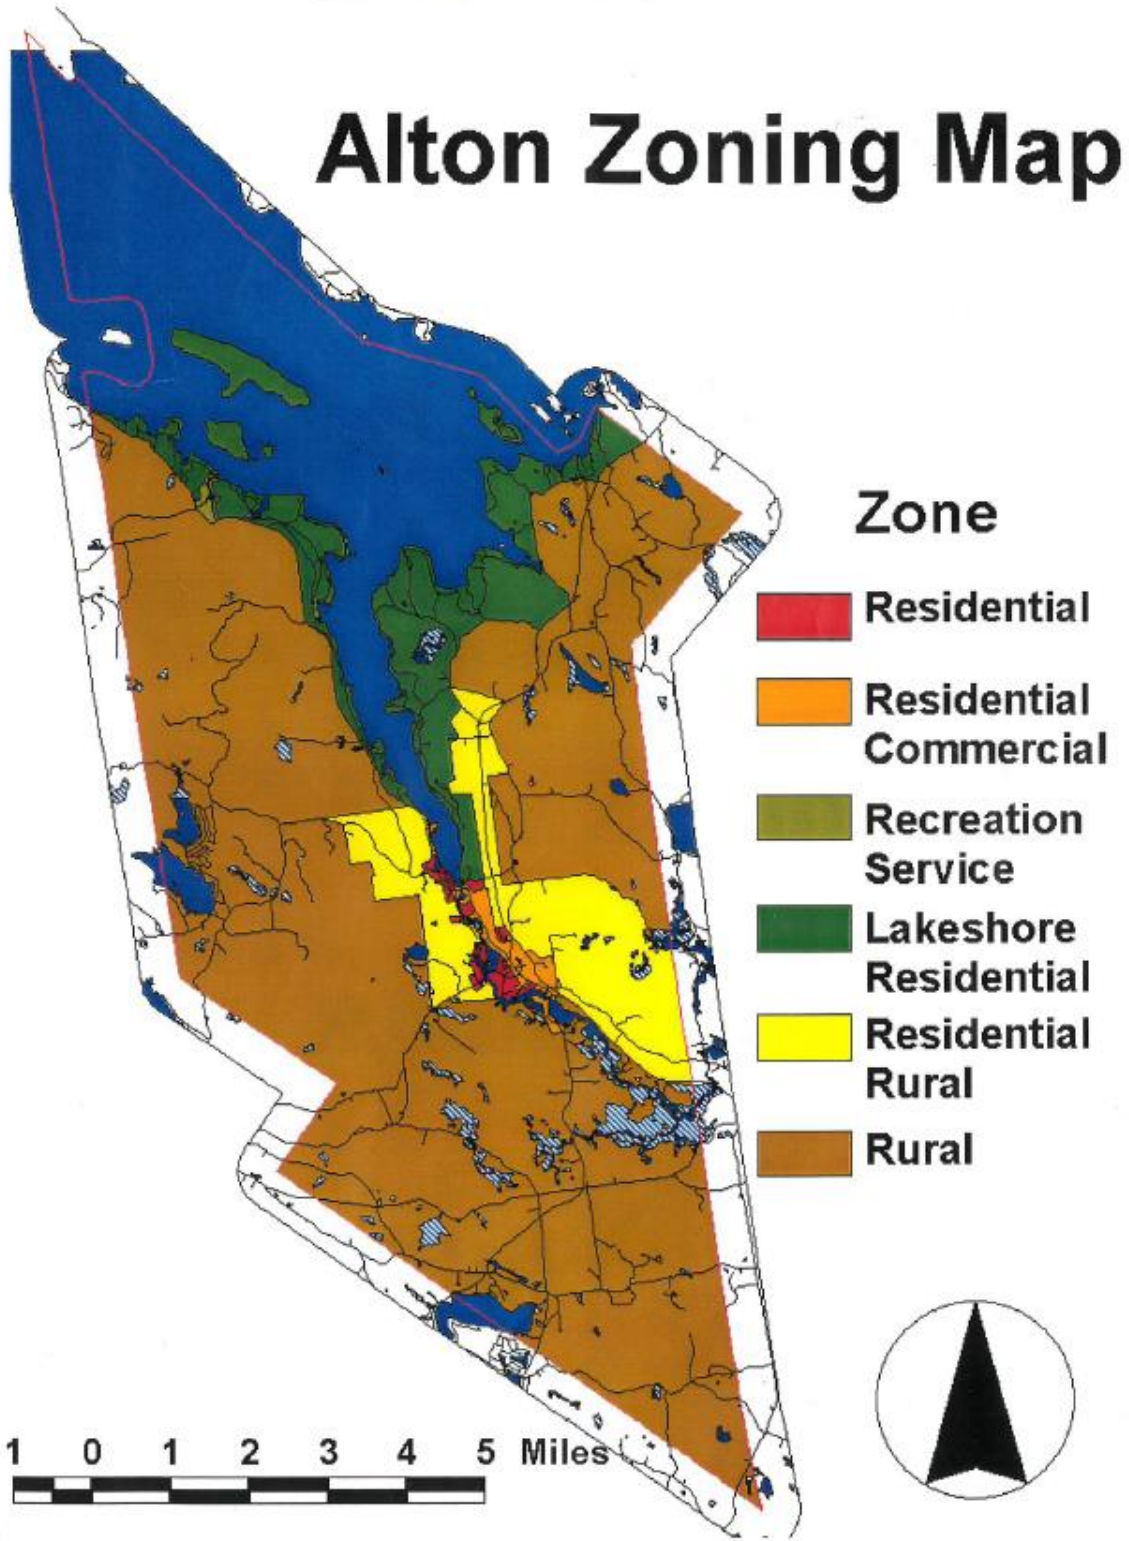 Alton Zoning Map
Zone
Residential
Residential
Commercial
Recreation
Service
Lakeshore
Residential
Residential
Rural
Rural
1 0 1 2 3 4 5 Miles